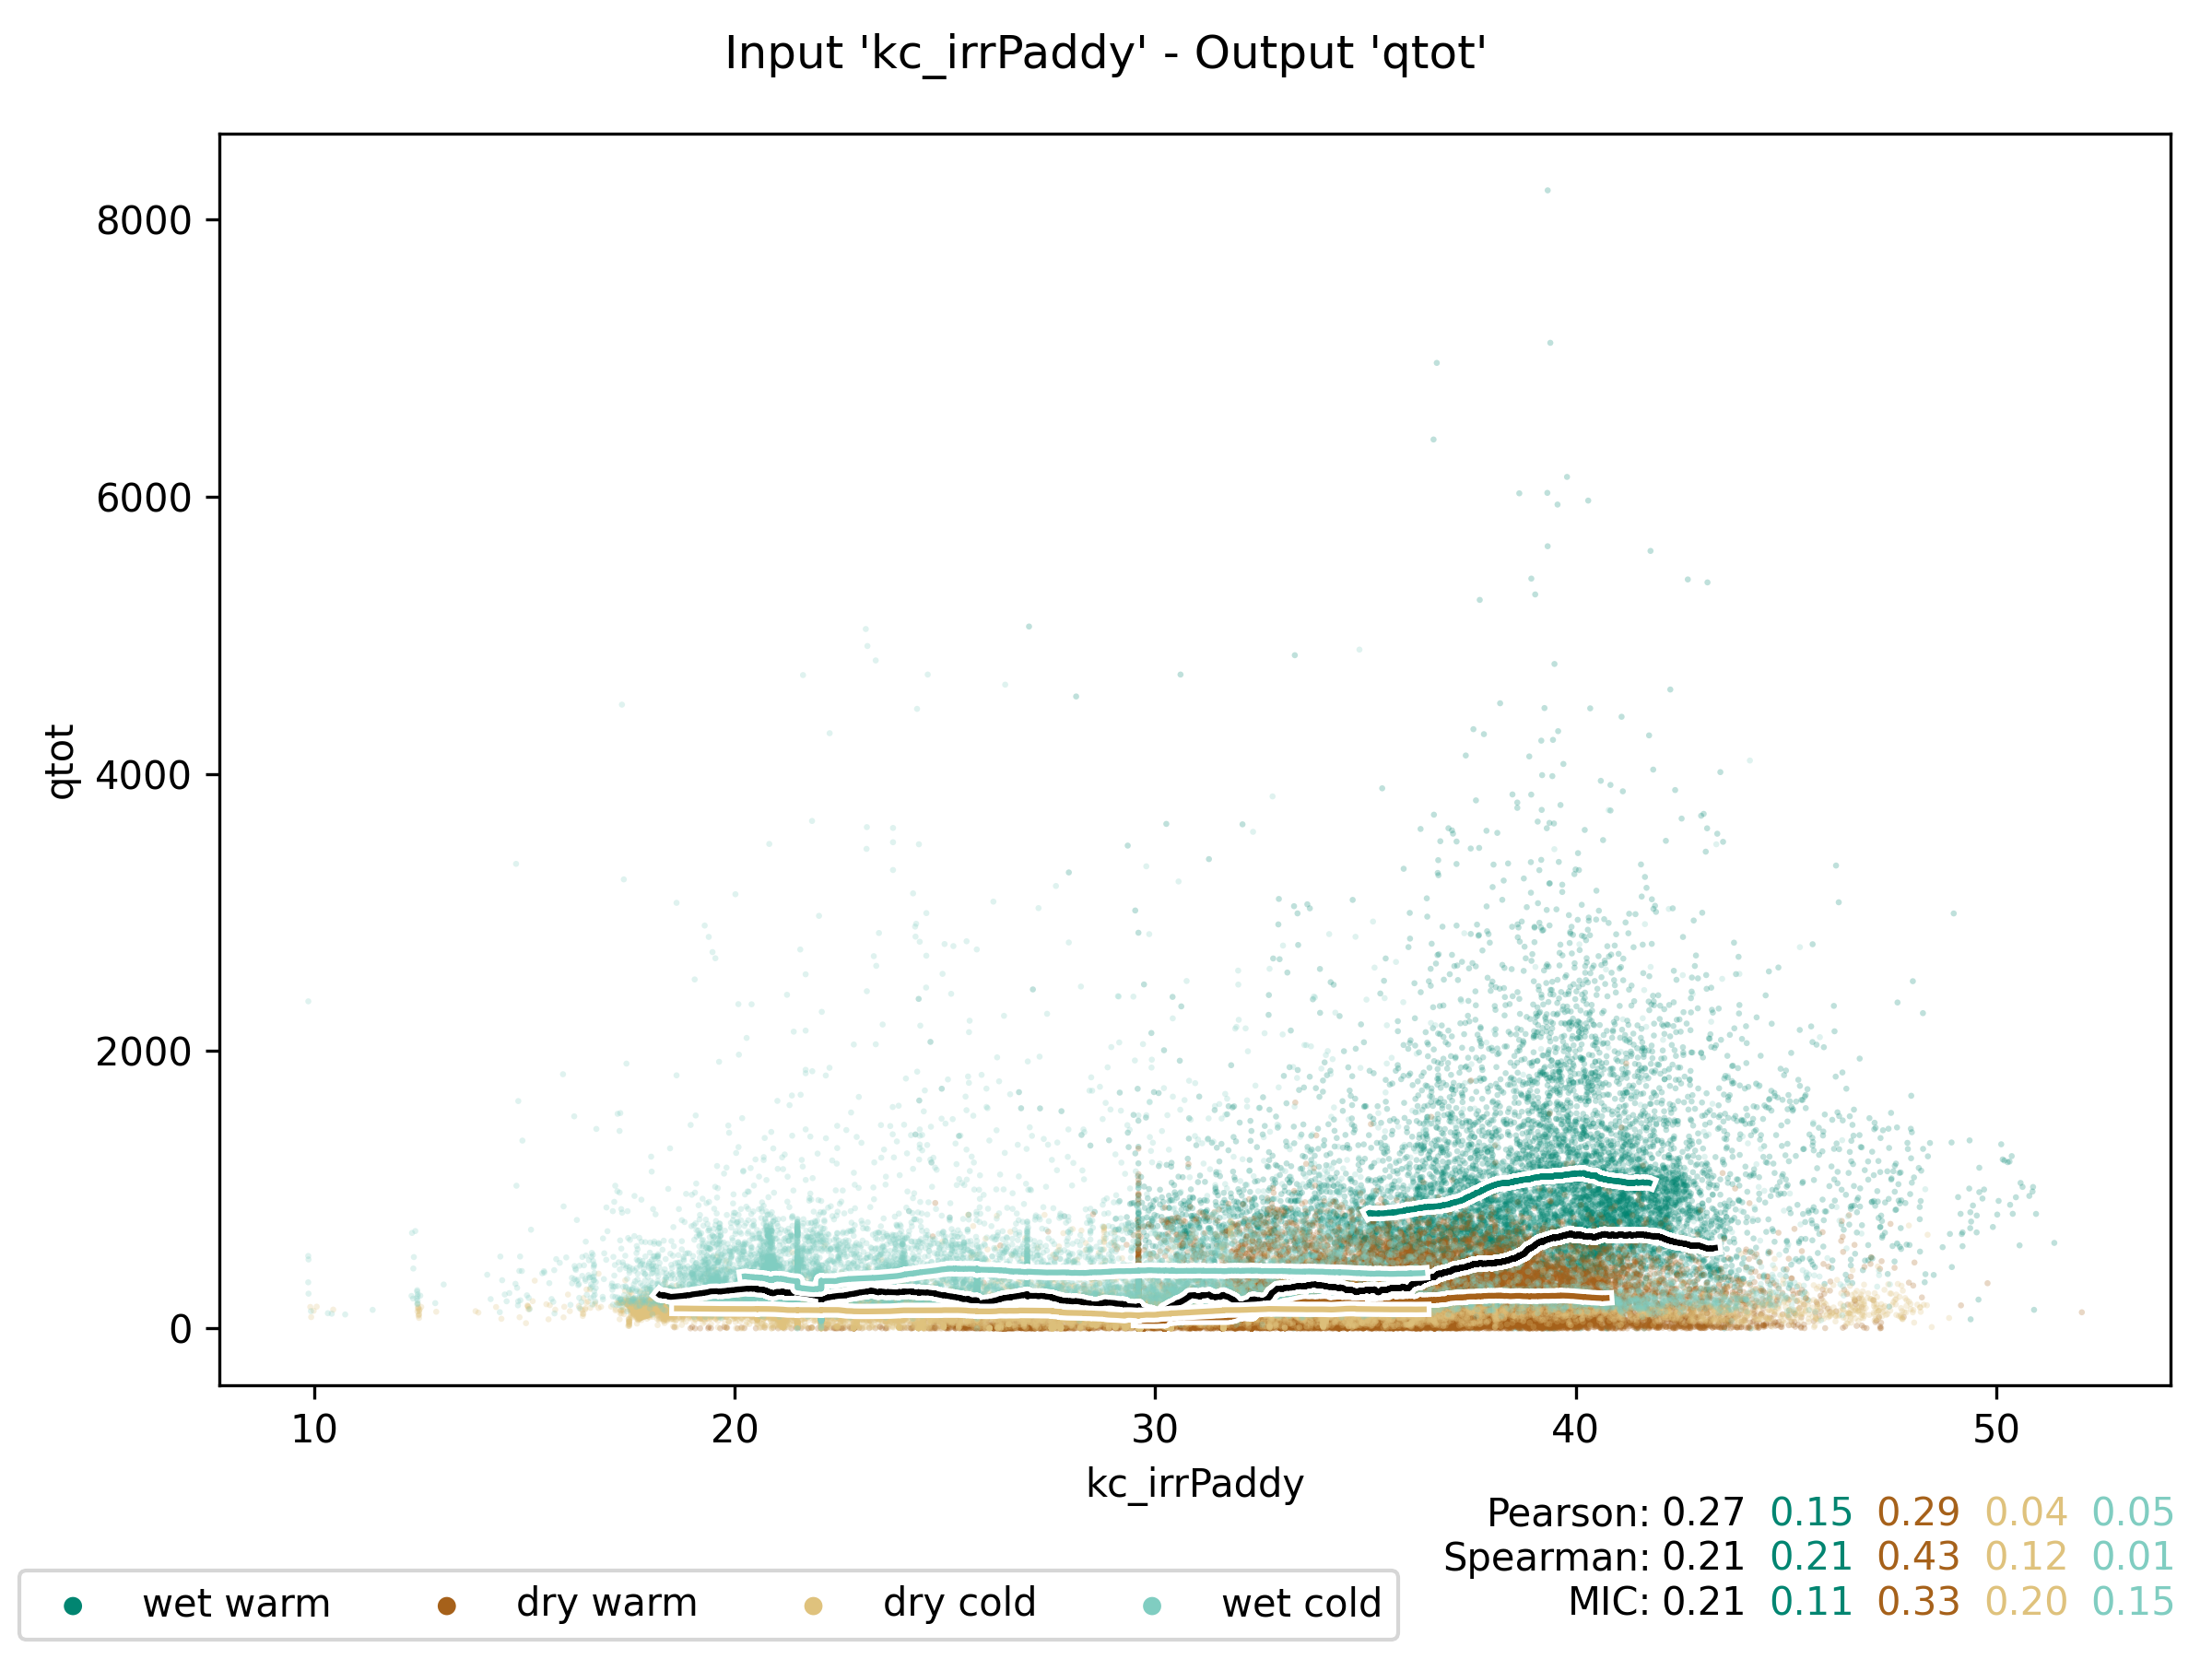 Input 'kc_irrPaddy' - Output 'qtot'
8000
6000
4000
2000
0
qtot
10 20 30 40 50
kc_irrPaddy
Pearson: 0.27 0.15 0.29 0.04 0.05
Spearman: 0.21 0.21 0.43 0.12 0.01
MIC: 0.21 0.11 0.33 0.20 0.15
wet warm dry warm dry cold wet cold